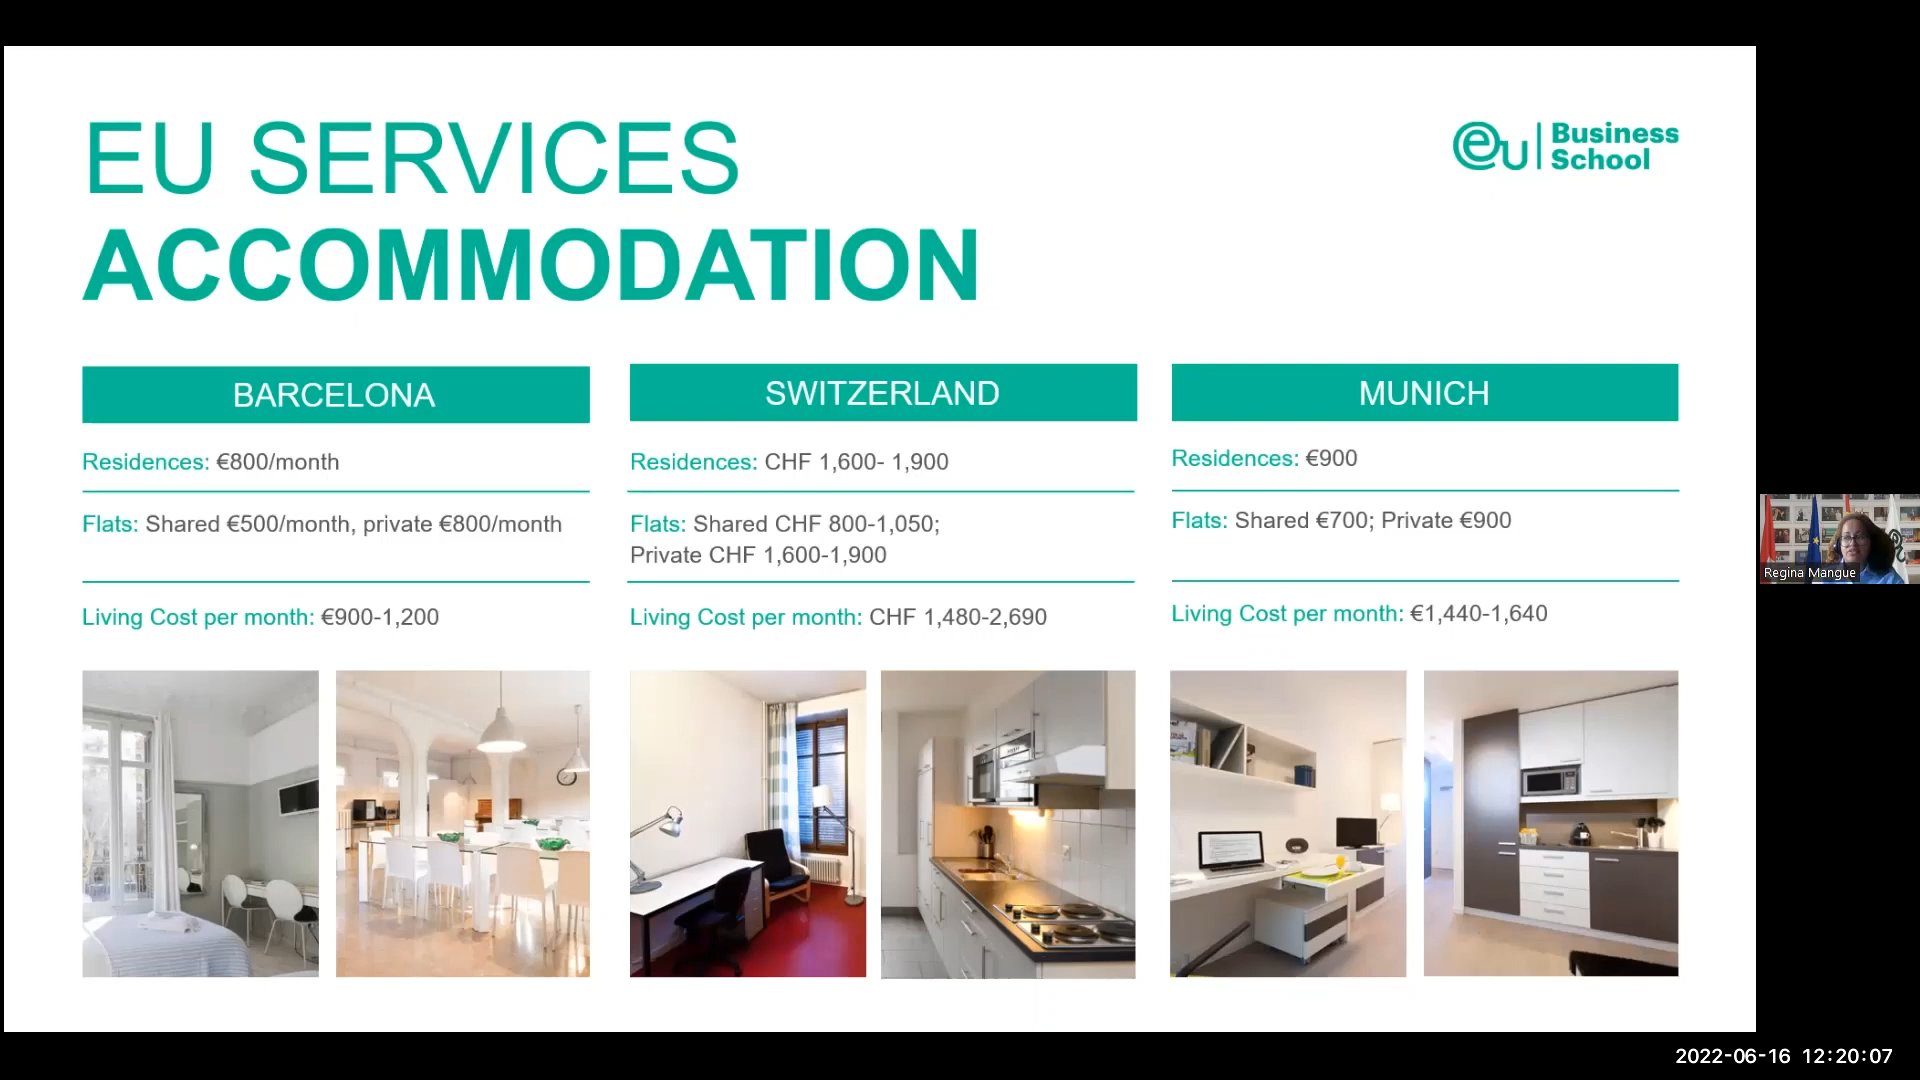 EU SERVICES
ACCOMMODATION
eu Business
School
BARCELONA
Residences: €800/month
Flats: Shared €500/month, private €800/month
Living Cost per month: €900-1,200
SWITZERLAND
Residences: CHF 1,600- 1,900
Flats: Shared CHF 800-1,050;
Private CHF 1,600-1,900
Living Cost per month: CHF 1,480-2,690
MUNICH
Residences: €900
Flats: Shared €700; Private €900
Living Cost per month: €1,440-1,640
Regina Mangue
2022-06-16 12:20:07